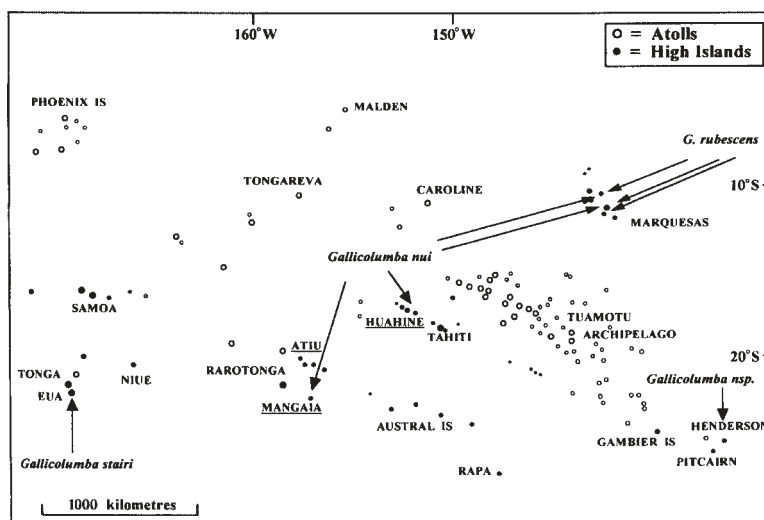 160°W
150°W
O = Atolls
● = High Islands
PHOENIX IS
MALDEN
G. rubescens
10°S
TONGAREVA
CAROLINE
MARQUESAS
Gallicolumba nui
SAMOA
HUAHINE
TAHITI
TUAMOTU
ARCHIPELAGO
ATIU
20°S
TONGA
NIUE
RAROTONGA
EUA
MANGAIA
Gallicolumba nsp.
AUSTRAL IS
GAMBIER IS
HENDERSON
PITCAIRN
Gallicolumba stairi
RAPA
1000 kilometres